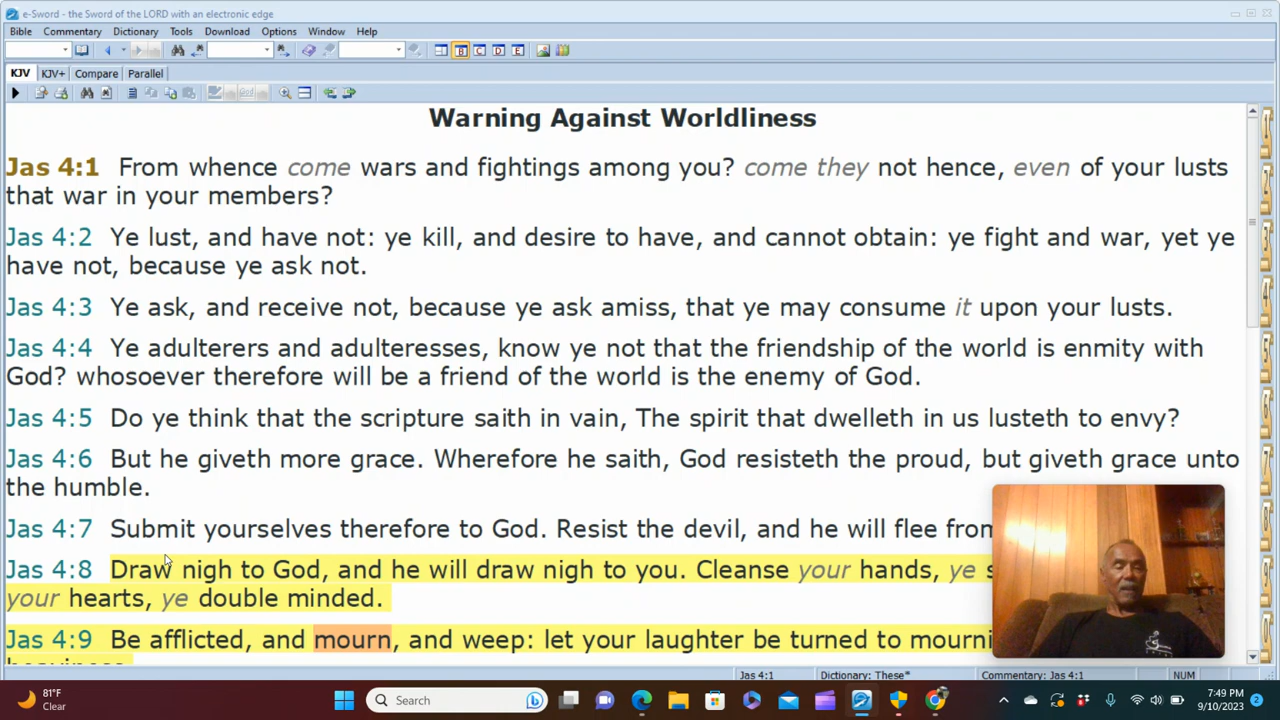 e-Sword - the Sword of the LORD with an electronic edge
Bible Commentary Dictionary Tools Download Options Window Help
B C D E
KJV KJV+ Compare Parallel
Warning Against Worldliness
Jas 4:1 From whence come wars and fightings among you? come they not hence, even of your lusts
that war in your members?
Jas 4:2 Ye lust, and have not: ye kill, and desire to have, and cannot obtain: ye fight and war, yet ye
have not, because ye ask not.
Jas 4:3 Ye ask, and receive not, because ye ask amiss, that ye may consume it upon your lusts.
Jas 4:4 Ye adulterers and adulteresses, know ye not that the friendship of the world is enmity with
God? whosoever therefore will be a friend of the world is the enemy of God.
Jas 4:5 Do ye think that the scripture saith in vain, The spirit that dwelleth in us lusteth to envy?
Jas 4:6 But he giveth more grace. Wherefore he saith, God resisteth the proud, but giveth grace unto
the humble.
Jas 4:7 Submit yourselves therefore to God. Resist the devil, and he will flee from
Jas 4:8 Draw nigh to God, and he will draw nigh to you. Cleanse your hands, ye s
your hearts, ye double minded.
Jas 4:9 Be afflicted, and mourn, and weep: let your laughter be turned to mourni
heaviness.
Jas 4:1 Dictionary: These* Commentary: Jas 4:1 NUM
81°F
Clear
Search
7:49 PM
9/10/2023